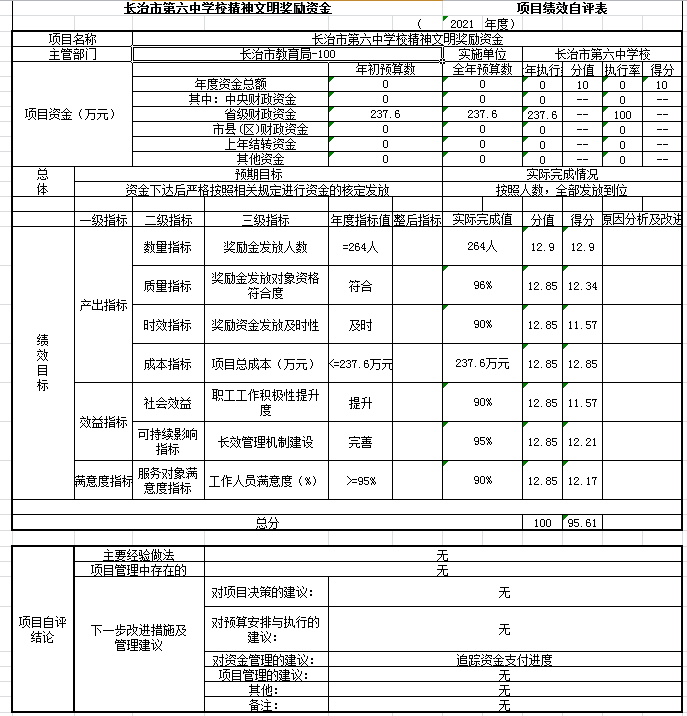 长治市第六中学校精神文明奖励资金 项目绩效自评表
( 2021 年度)
项目名称 长治市第六中学校精神文明奖励资金
主管部门 长治市教育局-100 实施单位 长治市第六中学校
项目资金（万元） 年初预算数 全年预算数 年执行 分值 执行率 得分
年度资金总额 0 0 0 10 0 10
其中：中央财政资金 0 0 0 -- 0 --
省级财政资金 237.6 237.6 237.6 -- 100 --
市县(区)财政资金 0 0 0 -- 0 --
上年结转资金 0 0 0 -- 0 --
其他资金 0 0 0 -- 0 --
总体 预期目标 实际完成情况
资金下达后严格按照相关规定进行资金的核定发放 按照人数，全部发放到位
绩效目标 一级指标 二级指标 三级指标 年度指标值 整后指标 实际完成值 分值 得分 原因分析及改进
产出指标 数量指标 奖励金发放人数 =264人 264人 12.9 12.9
质量指标 奖励金发放对象资格符合度 符合 96% 12.85 12.34
时效指标 奖励资金发放及时性 及时 90% 12.85 11.57
成本指标 项目总成本（万元） <=237.6万元 237.6万元 12.85 12.85
效益指标 社会效益 职工工作积极性提升度 提升 90% 12.85 11.57
可持续影响指标 长效管理机制建设 完善 95% 12.85 12.21
满意度指标 服务对象满意度指标 工作人员满意度（%） >=95% 90% 12.85 12.17
总分 100 95.61
项目自评结论 主要经验做法 无
项目管理中存在的 无
下一步改进措施及管理建议 对项目决策的建议： 无
对预算安排与执行的建议： 无
对资金管理的建议： 追踪资金支付进度
项目管理的建议： 无
其他： 无
备注： 无